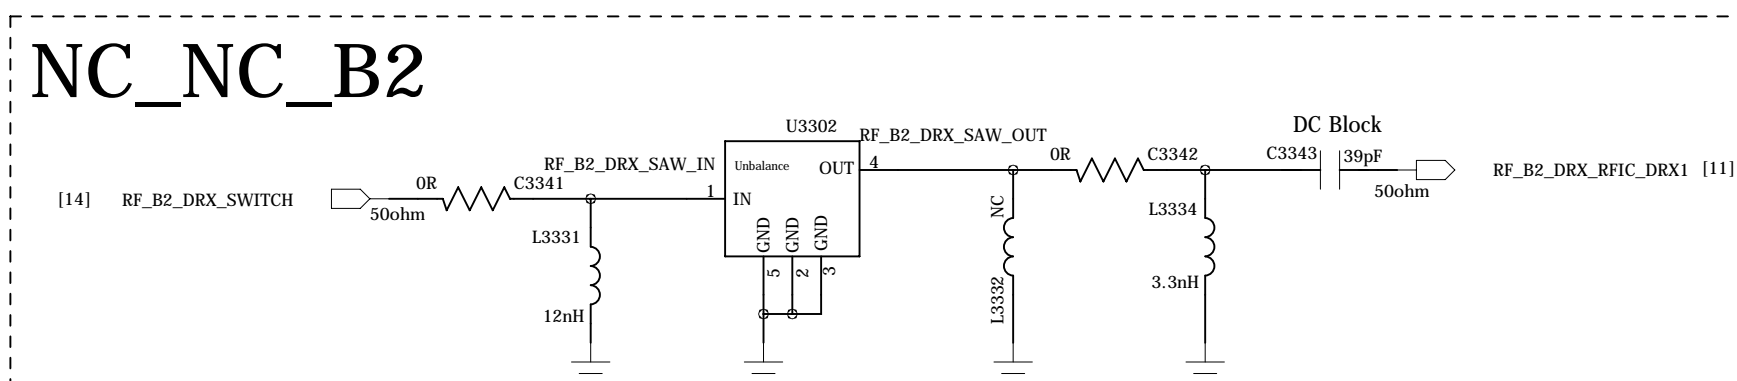 NC_NC_B2
DC Block
U3302
RF_B2_DRX_SAW_OUT
RF_B2_DRX_SAW_IN
Unbalance
OUT
4
0R
C3342
C3343
39pF
50ohm
RF_B2_DRX_RFIC_DRX1 [11]
[14] RF_B2_DRX_SWITCH
50ohm
0R
C3341
1
IN
GND
GND
GND
5
2
3
L3331
12nH
NC
L3332
L3334
3.3nH